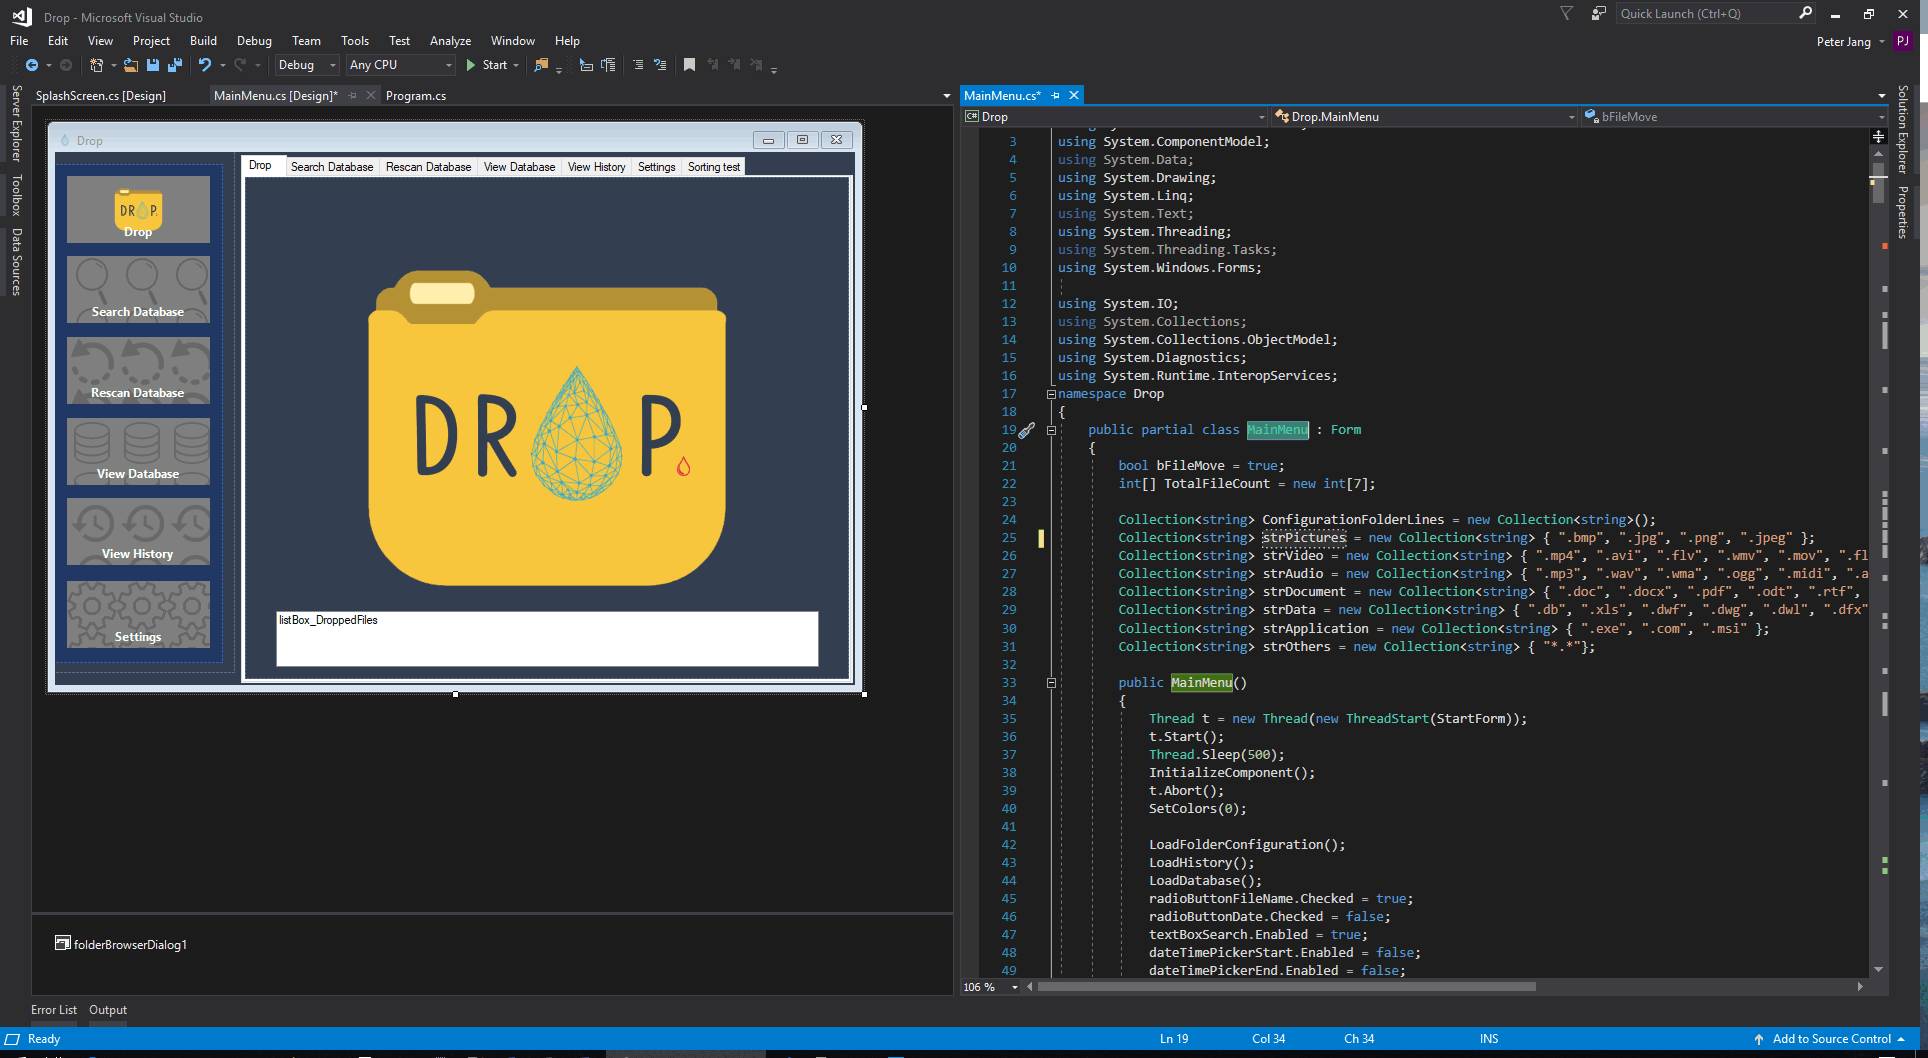 Drop - Microsoft Visual Studio
Quick Launch (Ctrl+Q)
File Edit View Project Build Debug Team Tools Test Analyze Window Help
Peter Jang PJ
Debug Any CPU Start
Server Explorer
Toolbox
Data Sources
SplashScreen.cs [Design] MainMenu.cs [Design]* Program.cs
Drop
Drop Search Database Rescan Database View Database View History Settings Sorting test
DROP.
Drop
Search Database
Rescan Database
View Database
View History
Settings
DR P
listBox_DroppedFiles
folderBrowserDialog1
Error List Output
MainMenu.cs*
C# Drop Drop.MainMenu bFileMove
3 using System.ComponentModel;
4 using System.Data;
5 using System.Drawing;
6 using System.Linq;
7 using System.Text;
8 using System.Threading;
9 using System.Threading.Tasks;
10 using System.Windows.Forms;
11
12 using System.IO;
13 using System.Collections;
14 using System.Collections.ObjectModel;
15 using System.Diagnostics;
16 using System.Runtime.InteropServices;
17 namespace Drop
18 {
19 public partial class MainMenu : Form
20 {
21 bool bFileMove = true;
22 int[] TotalFileCount = new int[7];
23
24 Collection<string> ConfigurationFolderLines = new Collection<string>();
25 Collection<string> strPictures = new Collection<string> { ".bmp", ".jpg", ".png", ".jpeg" };
26 Collection<string> strVideo = new Collection<string> { ".mp4", ".avi", ".flv", ".wmv", ".mov", ".fl
27 Collection<string> strAudio = new Collection<string> { ".mp3", ".wav", ".wma", ".ogg", ".midi", ".a
28 Collection<string> strDocument = new Collection<string> { ".doc", ".docx", ".pdf", ".odt", ".rtf",
29 Collection<string> strData = new Collection<string> { ".db", ".xls", ".dwf", ".dwg", ".dwl", ".dfx"
30 Collection<string> strApplication = new Collection<string> { ".exe", ".com", ".msi" };
31 Collection<string> strOthers = new Collection<string> { "*.*"};
32
33 public MainMenu()
34 {
35 Thread t = new Thread(new ThreadStart(StartForm));
36 t.Start();
37 Thread.Sleep(500);
38 InitializeComponent();
39 t.Abort();
40 SetColors(0);
41
42 LoadFolderConfiguration();
43 LoadHistory();
44 LoadDatabase();
45 radioButtonFileName.Checked = true;
46 radioButtonDate.Checked = false;
47 textBoxSearch.Enabled = true;
48 dateTimePickerStart.Enabled = false;
49 dateTimePickerEnd.Enabled = false;
106 %
Solution Explorer
Properties
Ready Ln 19 Col 34 Ch 34 INS Add to Source Control